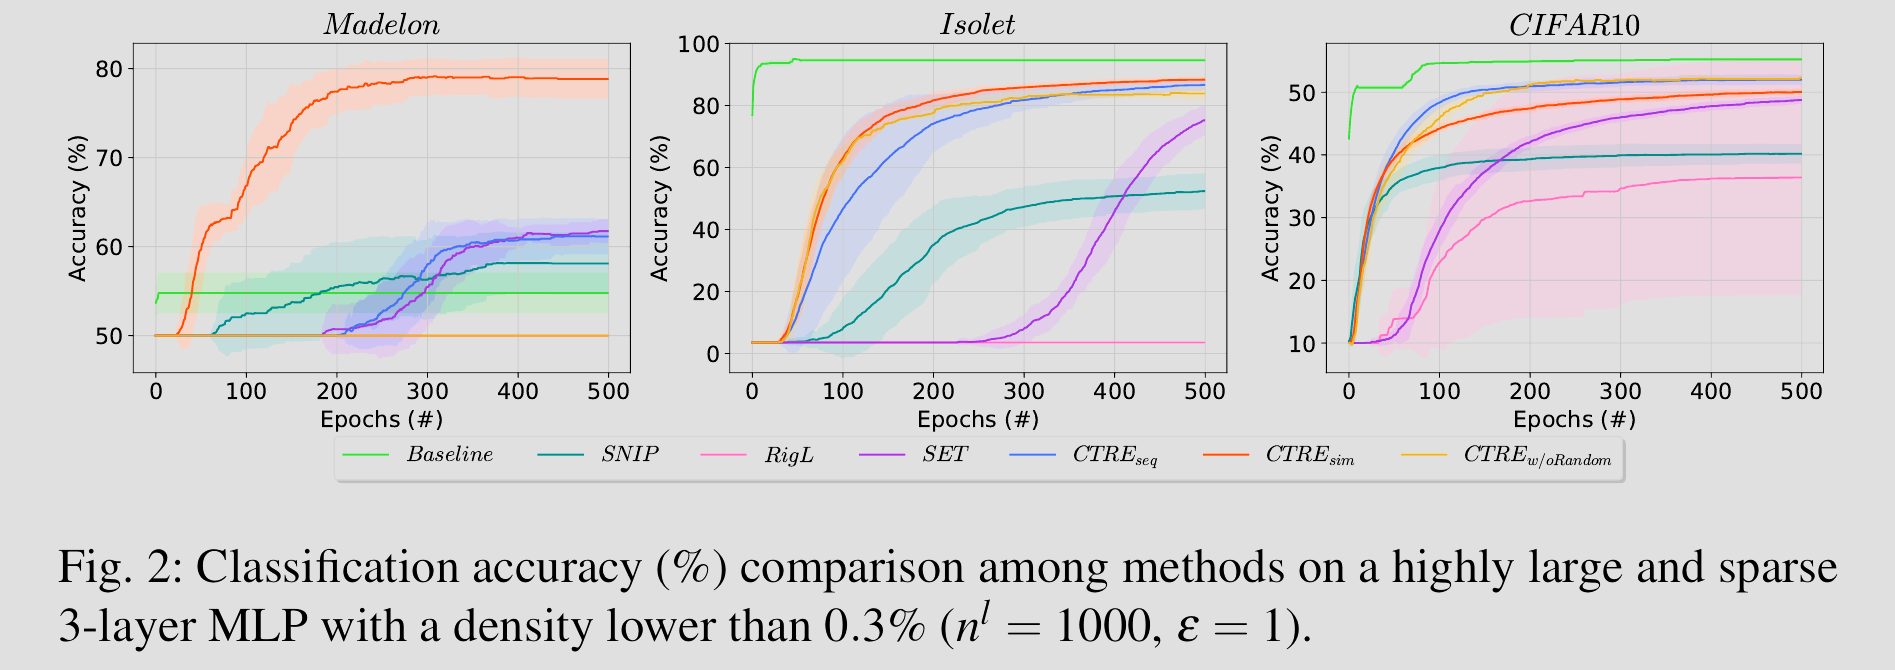 Madelon
Isolet
CIFAR10
Accuracy (%)
80
70
60
50
0 100 200 300 400 500
Epochs (#)
Accuracy (%)
100
80
60
40
20
0
0 100 200 300 400 500
Epochs (#)
Accuracy (%)
50
40
30
20
10
0 100 200 300 400 500
Epochs (#)
Baseline SNIP RigL SET CTRE_seq CTRE_sim CTRE_w/oRandom
Fig. 2: Classification accuracy (%) comparison among methods on a highly large and sparse
3-layer MLP with a density lower than 0.3% (n^l = 1000, ε = 1).